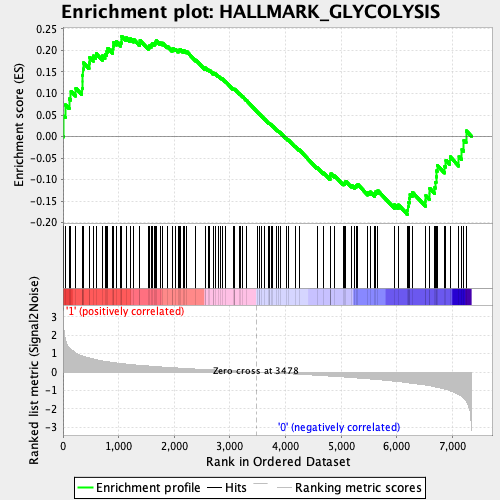 Enrichment plot: HALLMARK_GLYCOLYSIS
Enrichment score (ES)
0.25
0.20
0.15
0.10
0.05
0.00
-0.05
-0.10
-0.15
-0.20
'1' (positively correlated)
Ranked list metric (Signal2Noise)
3
2
1
0
-1
-2
-3
Zero cross at 3478
'0' (negatively correlated)
0
1,000
2,000
3,000
4,000
5,000
6,000
7,000
Rank in Ordered Dataset
Enrichment profile
Hits
Ranking metric scores